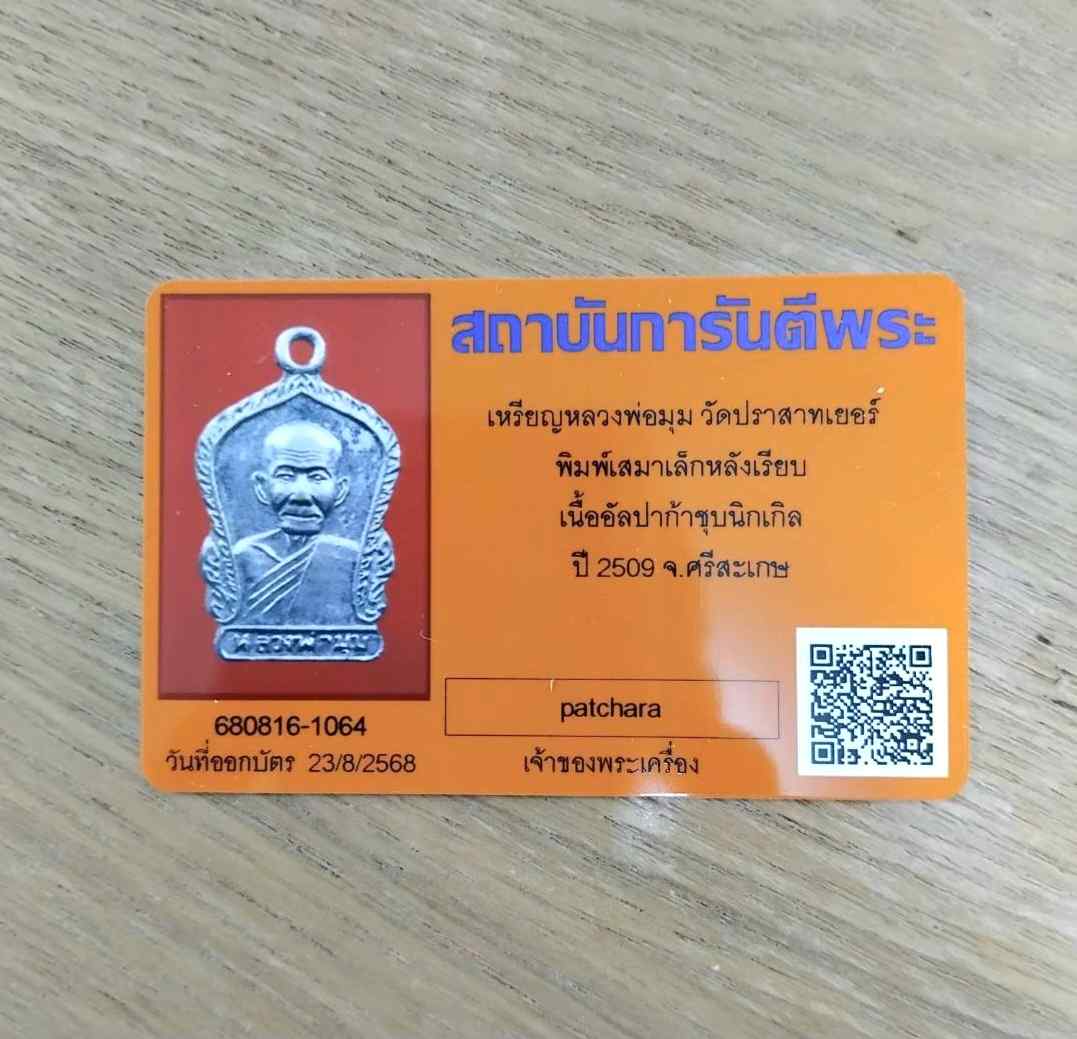 สถาบันการันตีพระ
เหรียญหลวงพ่อมุม วัดปราสาทเยอร์
พิมพ์เสมาเล็กหลังเรียบ
เนื้ออัลปาก้าชุบนิกเกิล
ปี 2509 จ.ศรีสะเกษ
หลวงพ่อมุม
patchara
680816-1064
วันที่ออกบัตร 23/8/2568
เจ้าของพระเครื่อง